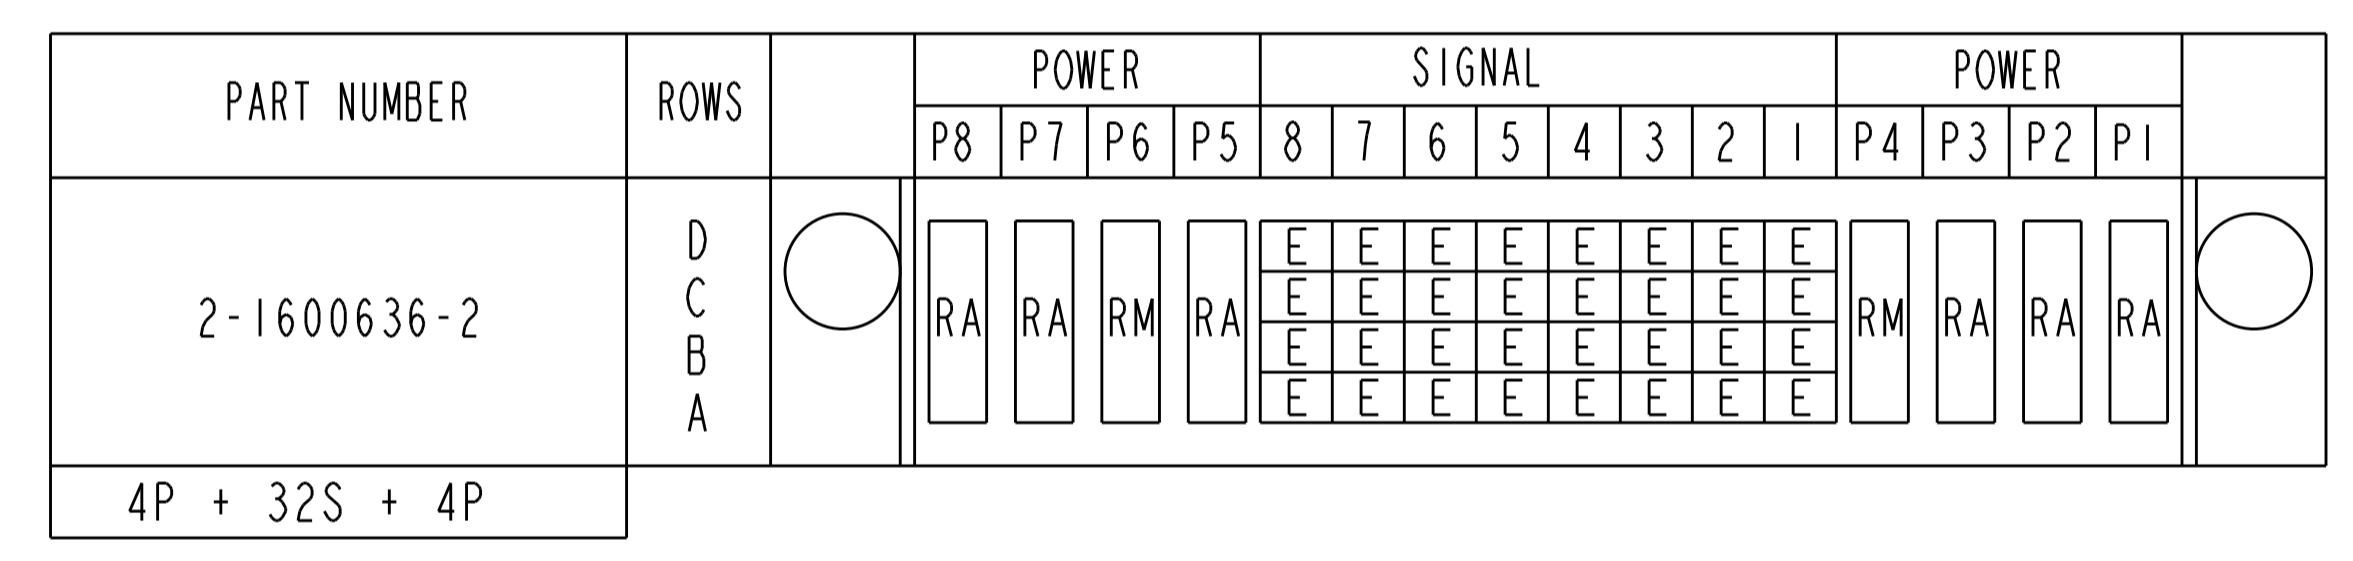 PART NUMBER ROWS POWER SIGNAL POWER
P8 P7 P6 P5 8 7 6 5 4 3 2 1 P4 P3 P2 P1
D E E E E E E E E
C E E E E E E E E
2-1600636-2 RA RA RM RA RM RA RA RA
B E E E E E E E E
A E E E E E E E E
4P + 32S + 4P